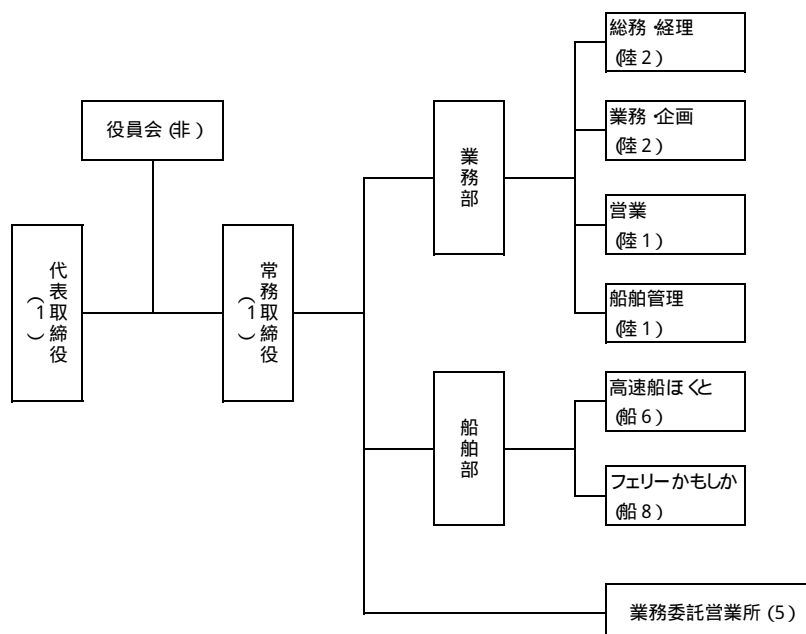 役員会(非)
代表取締役
(1)
常務取締役
(1)
業務部
総務・経理
(陸2)
業務・企画
(陸2)
営業
(陸1)
船舶管理
(陸1)
船舶部
高速船ほくと
(船6)
フェリーかもしか
(船8)
業務委託営業所(5)